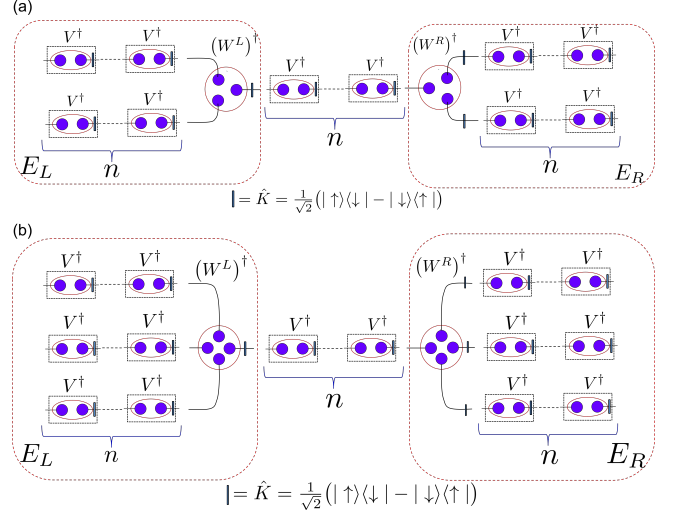 (a)
V† V† (W^L)† V† V† (W^R)† V† V†
V† V† V† V†
n
E_L n n E_R
| = K̂ = 1/√2 (| ↑⟩⟨↓ | − | ↓⟩⟨↑ |)
(b)
V† V† (W^L)† (W^R)† V† V†
V† V† V† V† V† V†
V† V† V† V†
n
E_L n n E_R
| = K̂ = 1/√2 (| ↑⟩⟨↓ | − | ↓⟩⟨↑ |)